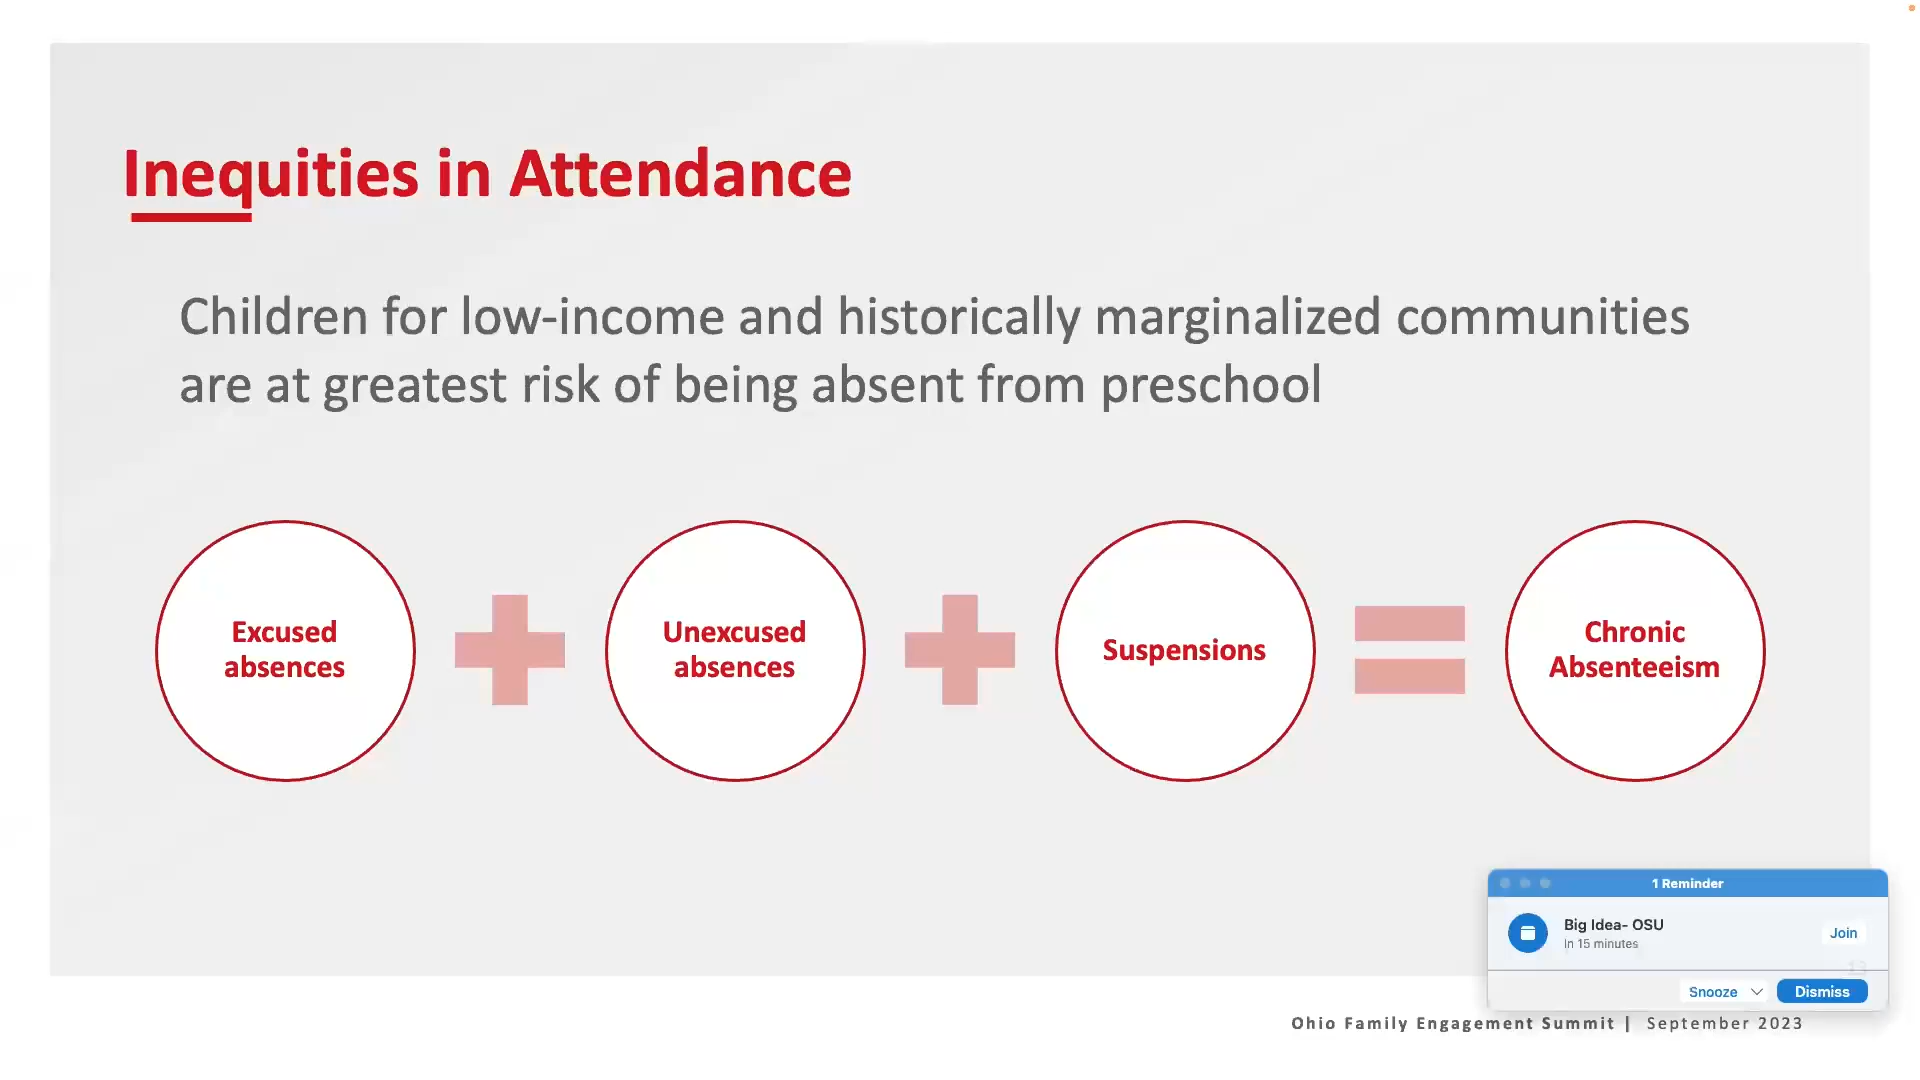 Inequities in Attendance
Children for low-income and historically marginalized communities
are at greatest risk of being absent from preschool
Excused
absences
Unexcused
absences
Suspensions
Chronic
Absenteeism
1 Reminder
Big Idea- OSU
In 15 minutes
Join
13
Snooze
Dismiss
Ohio Family Engagement Summit | September 2023